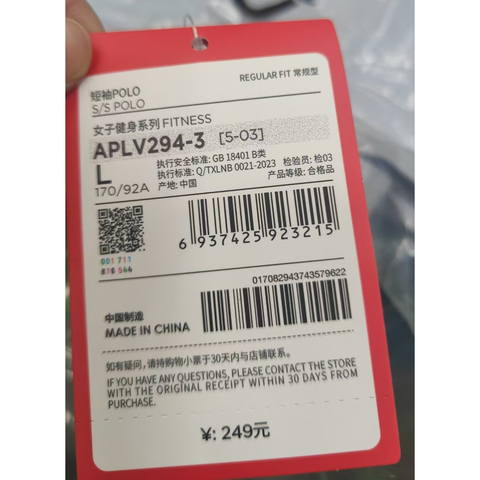 REGULAR FIT 常规型
短袖POLO
S/S POLO
女子健身系列 FITNESS
APLV294-3 [5-03]
L
170/92A
执行安全标准: GB 18401 B类
检验员: 检03
执行标准: Q/TXLNB 0021-2023
产品等级: 合格品
产地: 中国
001 711
876 544
6 937425 923215
017082943743579622
中国制造
MADE IN CHINA
如有疑问,请持购物小票于30天内与店铺联系。
IF YOU HAVE ANY QUESTIONS, PLEASE CONTACT THE STORE
WITH THE ORIGINAL RECEIPT WITHIN 30 DAYS FROM
PURCHASE.
¥: 249元